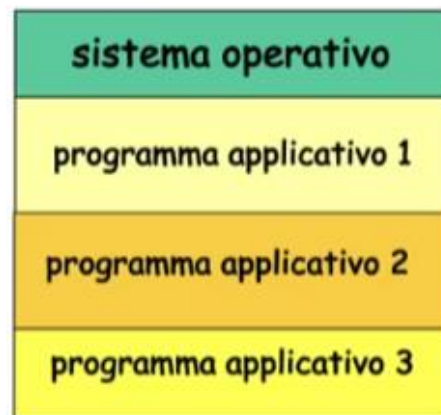 sistema operativo
programma applicativo 1
programma applicativo 2
programma applicativo 3